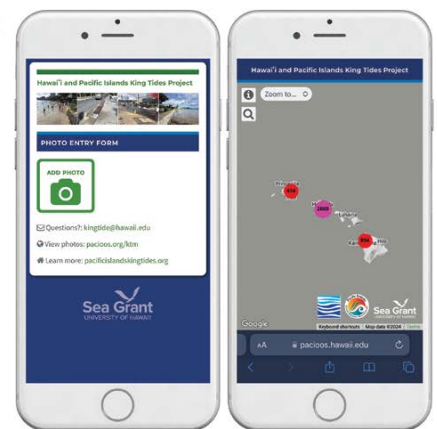 Hawai'i and Pacific Islands King Tides Project
PHOTO ENTRY FORM
ADD PHOTO
Questions?: kingtide@hawaii.edu
View photos: pacioos.org/ktm
Learn more: pacificislandskingtides.org
Sea Grant
UNIVERSITY OF HAWAI'I
Hawai'i and Pacific Islands King Tides Project
Zoom to...
Google
Sea Grant
Keyboard shortcuts Map data ©2024 Terms
AA pacioos.hawaii.edu